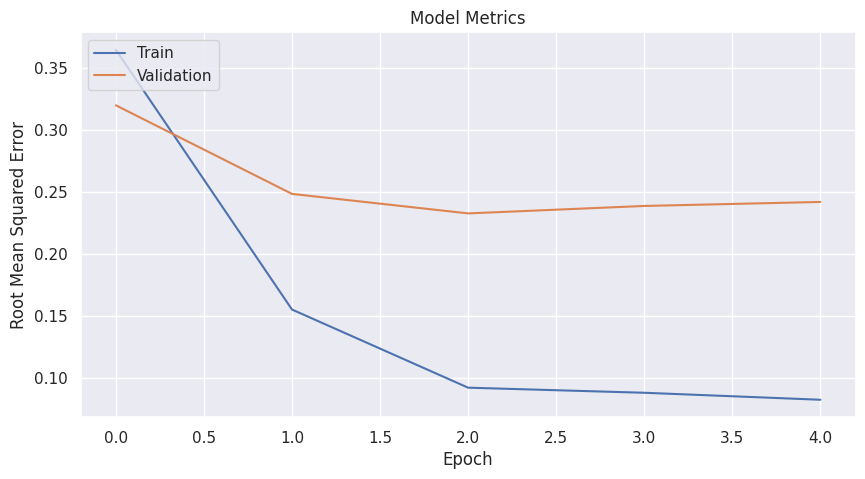 Model Metrics
Train
Validation
0.35
0.30
0.25
0.20
0.15
0.10
Root Mean Squared Error
0.0 0.5 1.0 1.5 2.0 2.5 3.0 3.5 4.0
Epoch